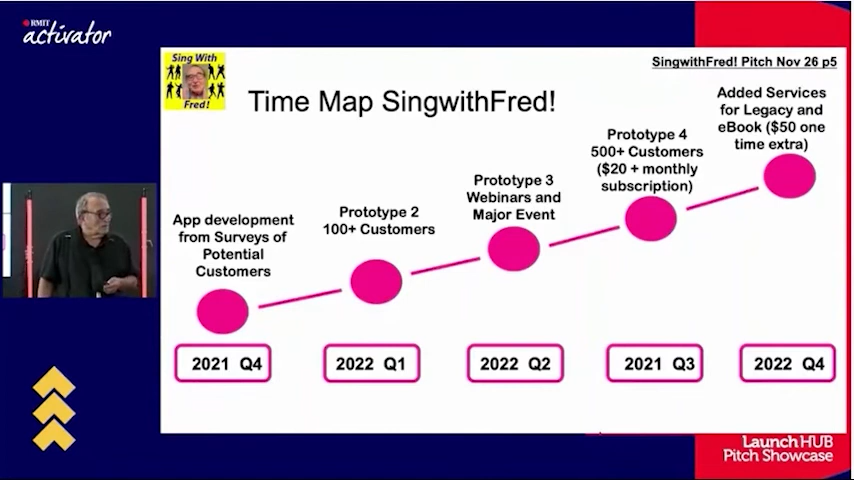 RMIT
activator
SingwithFred! Pitch Nov 26 p5
Sing With
Fred!
Time Map SingwithFred!
App development
from Surveys of
Potential
Customers
Prototype 2
100+ Customers
Prototype 3
Webinars and
Major Event
Prototype 4
500+ Customers
($20 + monthly
subscription)
Added Services
for Legacy and
eBook ($50 one
time extra)
2021 Q4
2022 Q1
2022 Q2
2021 Q3
2022 Q4
LaunchHUB
Pitch Showcase